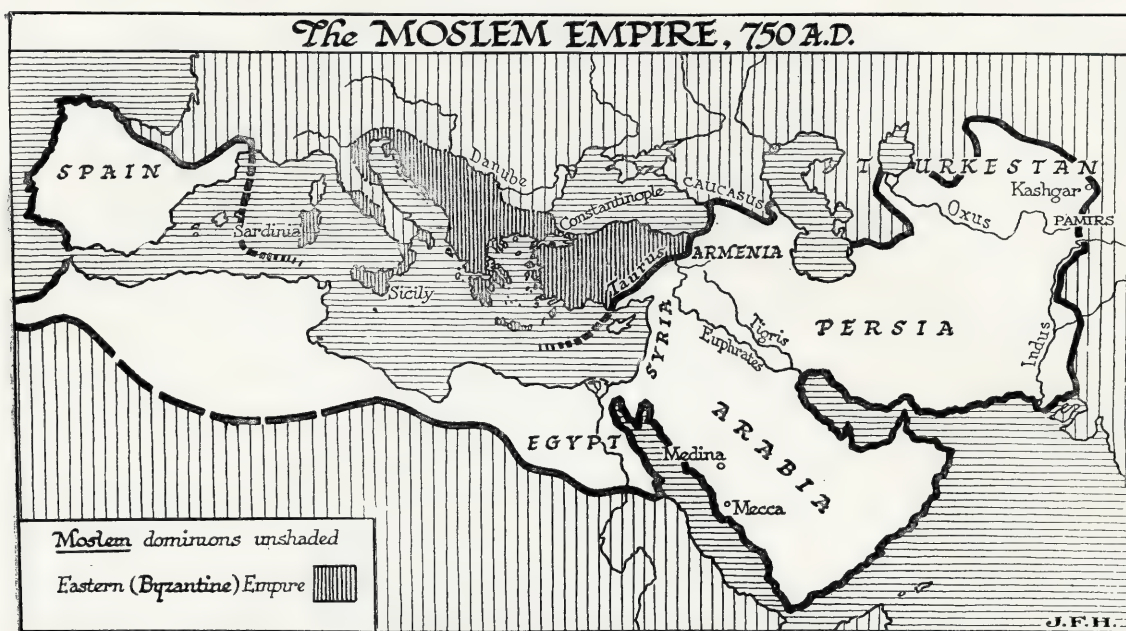 The MOSLEM EMPIRE, 750 A.D.
SPAIN
Danube
TURKESTAN
Kashgar
CAUCASUS
Constantinople
Oxus
PAMIRS
Sardinia
ARMENIA
Taurus
Sicily
PERSIA
Tigris
Euphrates
SYRIA
Indus
ARABIA
EGYPT
Medina
Mecca
Moslem dominions unshaded
Eastern (Byzantine) Empire
J.F.H.